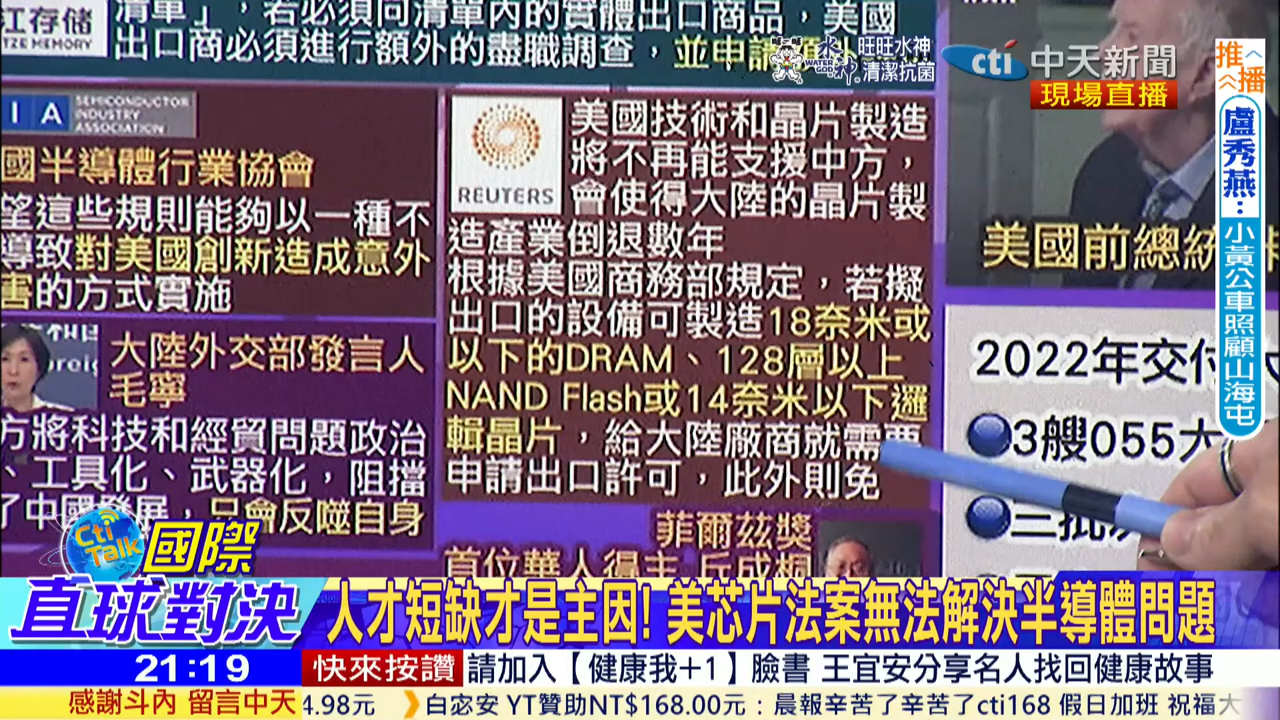 清單」，若必須向清單內的實體出口商品，美國
出口商必須進行額外的盡職調查，並申請
江存储
TZE MEMORY
水神
WATER GOD
旺旺水神
清潔抗菌
cti 中天新聞
現場直播
推播
盧秀燕：小黃公車照顧山海屯
IA
SEMICONDUCTOR
INDUSTRY
ASSOCIATION
國半導體行業協會
望這些規則能夠以一種不
導致對美國創新造成意外
害的方式實施
REUTERS
美國技術和晶片製造
將不再能支援中方，
會使得大陸的晶片製
造產業倒退數年
根據美國商務部規定，若擬
出口的設備可製造18奈米或
以下的DRAM、128層以上
NAND Flash或14奈米以下邏
輯晶片，給大陸廠商就需要
申請出口許可，此外則免
美國前總統
大陸外交部發言人
毛寧
方將科技和經貿問題政治
、工具化、武器化，阻擋
了中國發展，只會反噬自身
2022年交付
3艘055大
三批
菲爾茲獎
首位華人得主 丘成桐
Cti Talk
國際
直球對決
人才短缺才是主因! 美芯片法案無法解決半導體問題
21:19
快來按讚
請加入【健康我+1】臉書 王宜安分享名人找回健康故事
感謝斗內 留言中天
4.98元
白必安 YT贊助NT$168.00元：晨報辛苦了辛苦了cti168 假日加班 祝福大